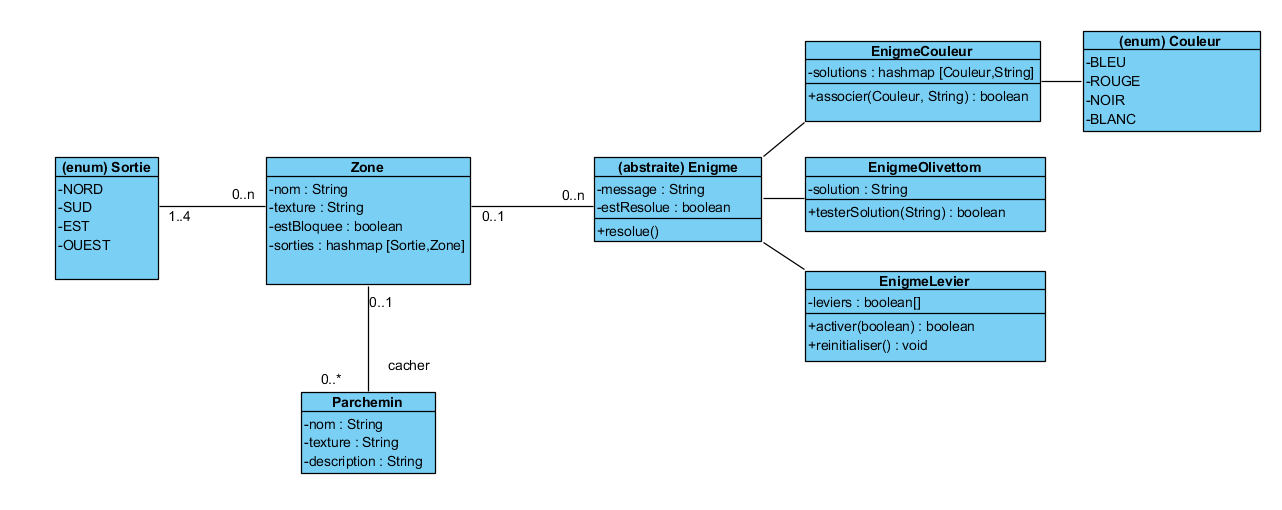 (enum) Sortie
-NORD
-SUD
-EST
-OUEST
1..4
0..n
Zone
-nom : String
-texture : String
-estBloquee : boolean
-sorties : hashmap [Sortie,Zone]
0..1
0..n
(abstraite) Enigme
-message : String
-estResolue : boolean
+resolue()
EnigmeCouleur
-solutions : hashmap [Couleur,String]
+associer(Couleur, String) : boolean
(enum) Couleur
-BLEU
-ROUGE
-NOIR
-BLANC
EnigmeOlivettom
-solution : String
+testerSolution(String) : boolean
EnigmeLevier
-leviers : boolean[]
+activer(boolean) : boolean
+reinitialiser() : void
0..1
cacher
0..*
Parchemin
-nom : String
-texture : String
-description : String